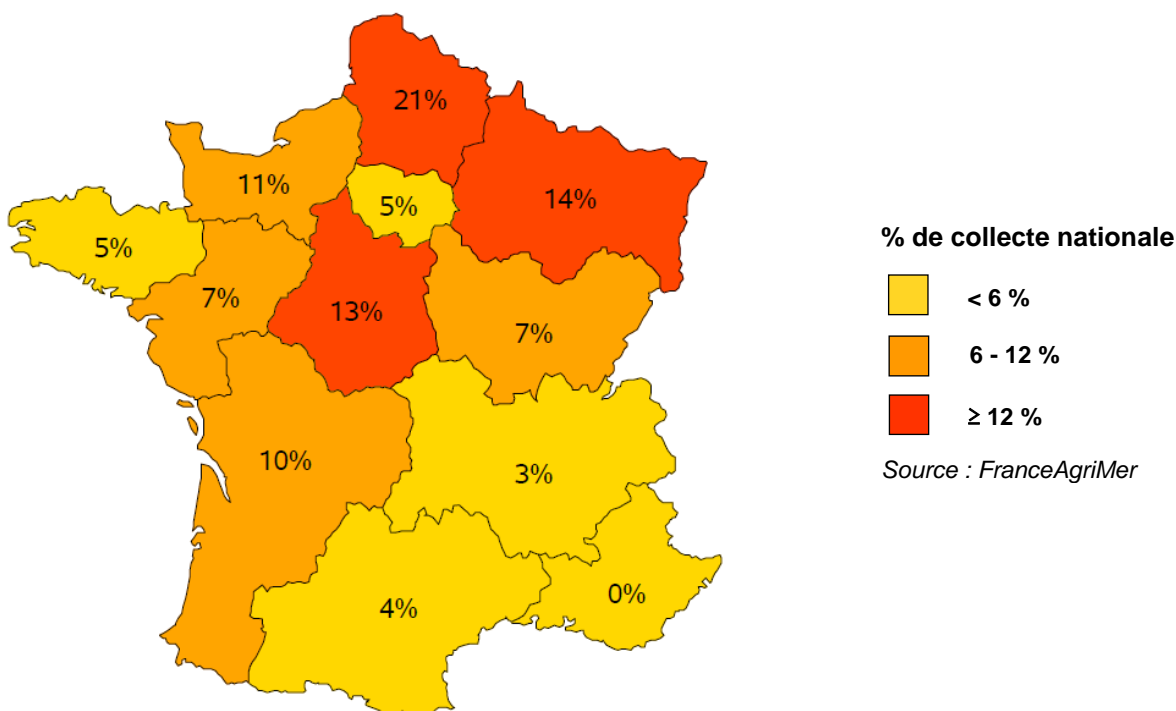 21%
11%
5%
14%
5%
7%
13%
7%
10%
3%
4%
0%
% de collecte nationale
< 6 %
6 - 12 %
≥ 12 %
Source : FranceAgriMer